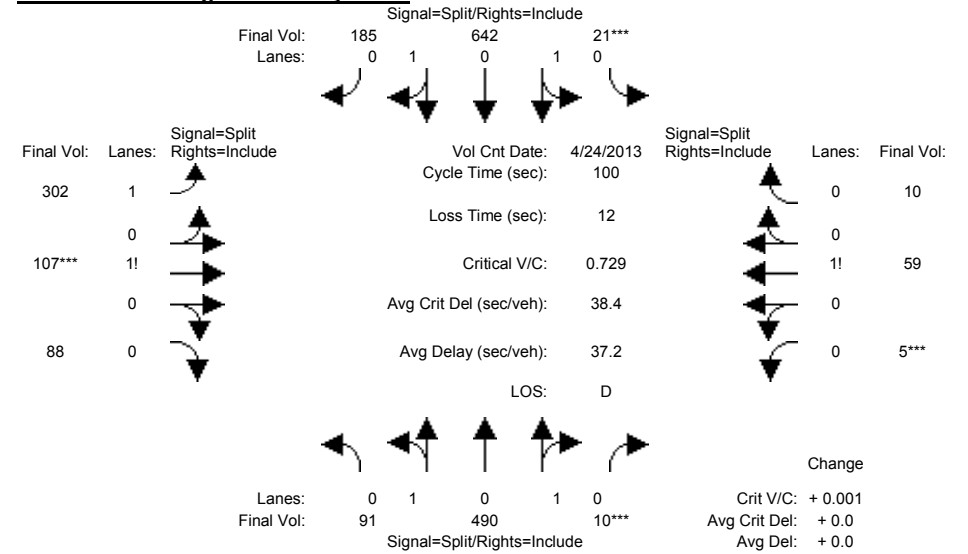 Signal=Split/Rights=Include
Final Vol: 185 642 21***
Lanes: 0 1 0 1 0
Signal=Split
Final Vol: Lanes: Rights=Include
Vol Cnt Date: 4/24/2013
Signal=Split
Rights=Include Lanes: Final Vol:
Cycle Time (sec): 100
302 1
0 10
Loss Time (sec): 12
0
0
107*** 1!
Critical V/C: 0.729
1! 59
0
Avg Crit Del (sec/veh): 38.4
0
88 0
Avg Delay (sec/veh): 37.2
0 5***
LOS: D
Change
Lanes: 0 1 0 1 0
Crit V/C: + 0.001
Final Vol: 91 490 10***
Avg Crit Del: + 0.0
Signal=Split/Rights=Include
Avg Del: + 0.0